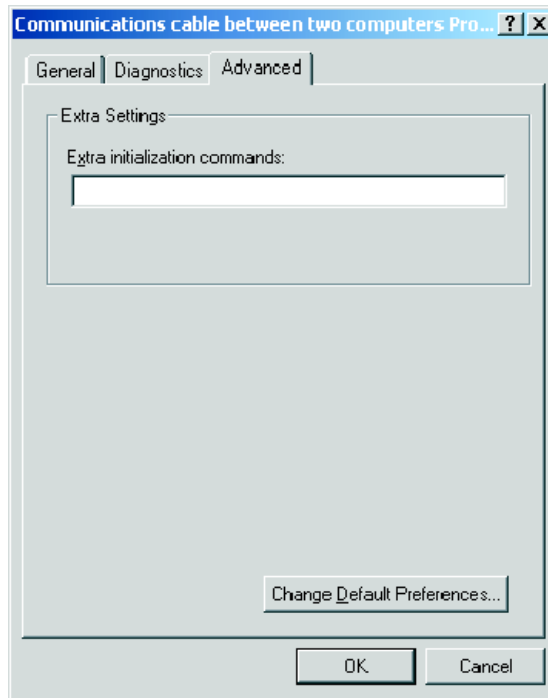 Communications cable between two computers Pro... ? X
General Diagnostics Advanced
Extra Settings
Extra initialization commands:
Change Default Preferences...
OK Cancel